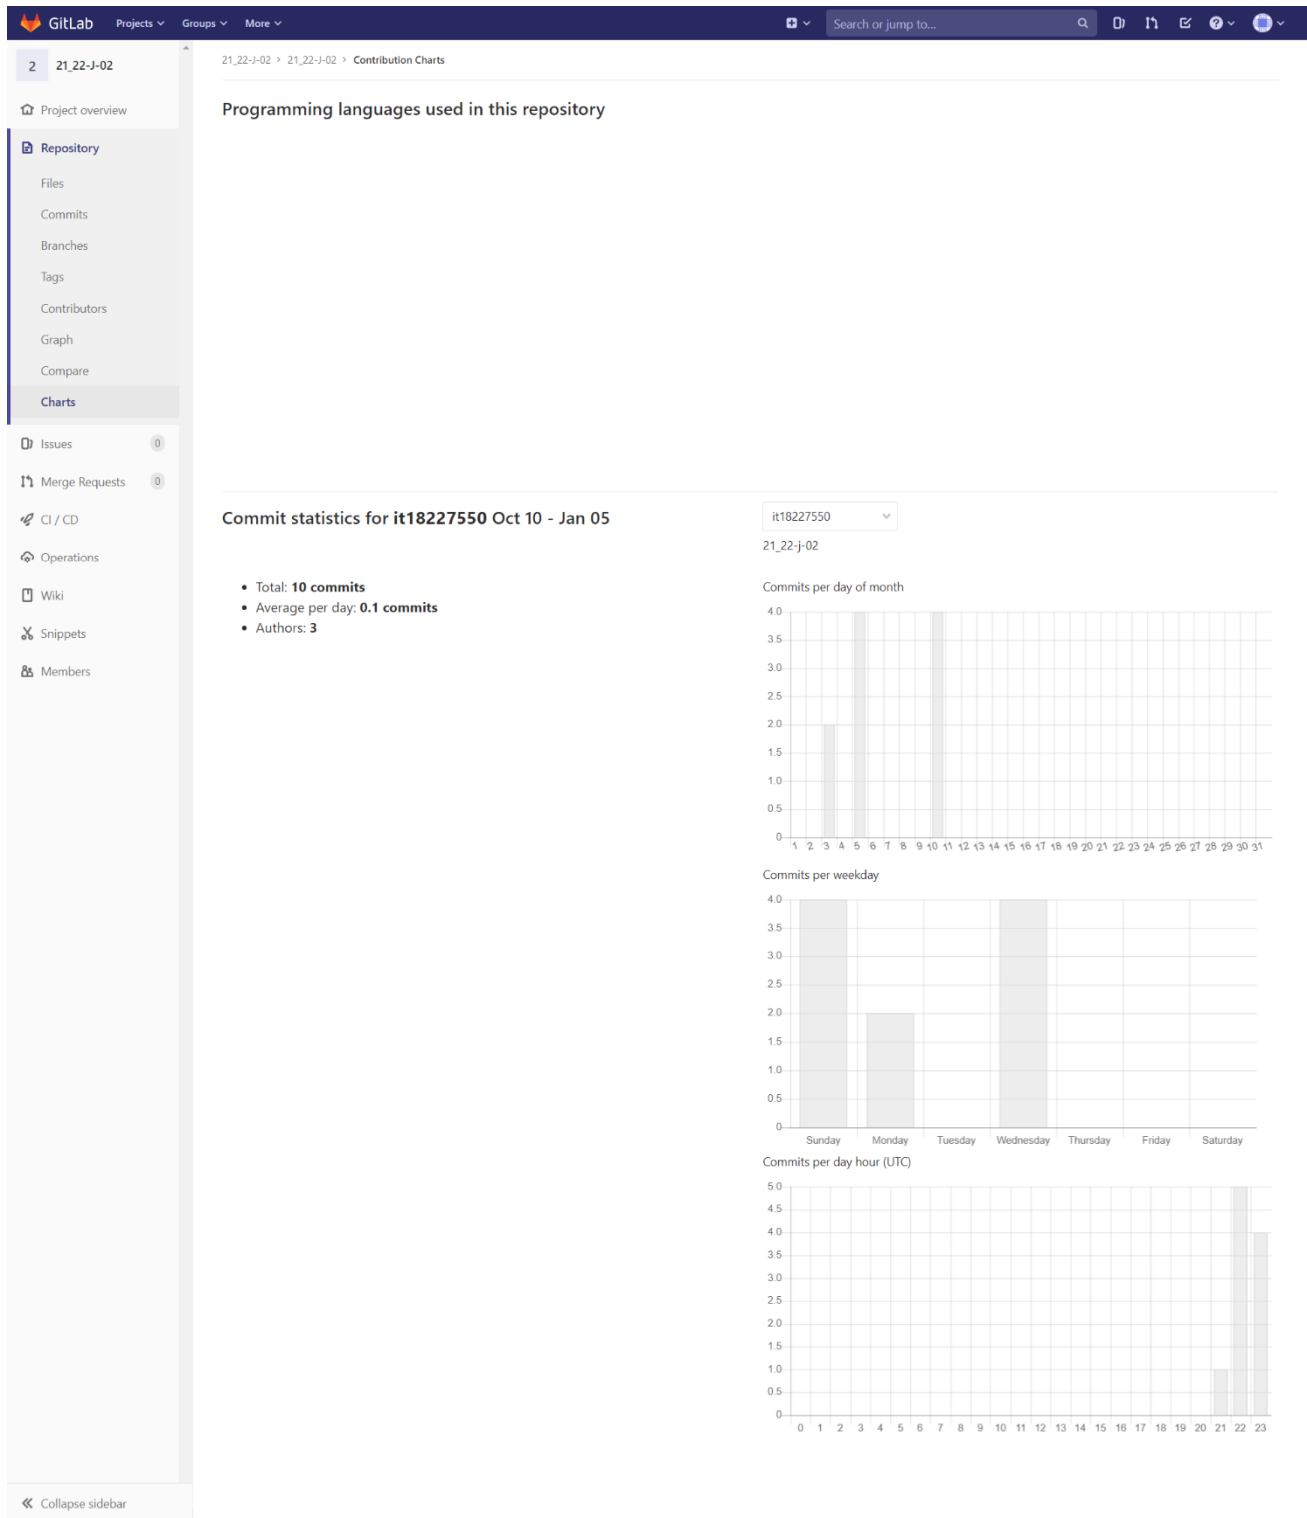 GitLab Projects Groups More Search or jump to...
2 21_22-J-02
21_22-J-02 > 21_22-J-02 > Contribution Charts
Project overview
Repository
Files
Commits
Branches
Tags
Contributors
Graph
Compare
Charts
Issues 0
Merge Requests 0
CI / CD
Operations
Wiki
Snippets
Members
Collapse sidebar
Programming languages used in this repository
Commit statistics for it18227550 Oct 10 - Jan 05
Total: 10 commits
Average per day: 0.1 commits
Authors: 3
it18227550
21_22-j-02
Commits per day of month
4.0
3.5
3.0
2.5
2.0
1.5
1.0
0.5
0
1 2 3 4 5 6 7 8 9 10 11 12 13 14 15 16 17 18 19 20 21 22 23 24 25 26 27 28 29 30 31
Commits per weekday
4.0
3.5
3.0
2.5
2.0
1.5
1.0
0.5
0
Sunday Monday Tuesday Wednesday Thursday Friday Saturday
Commits per day hour (UTC)
5.0
4.5
4.0
3.5
3.0
2.5
2.0
1.5
1.0
0.5
0
0 1 2 3 4 5 6 7 8 9 10 11 12 13 14 15 16 17 18 19 20 21 22 23